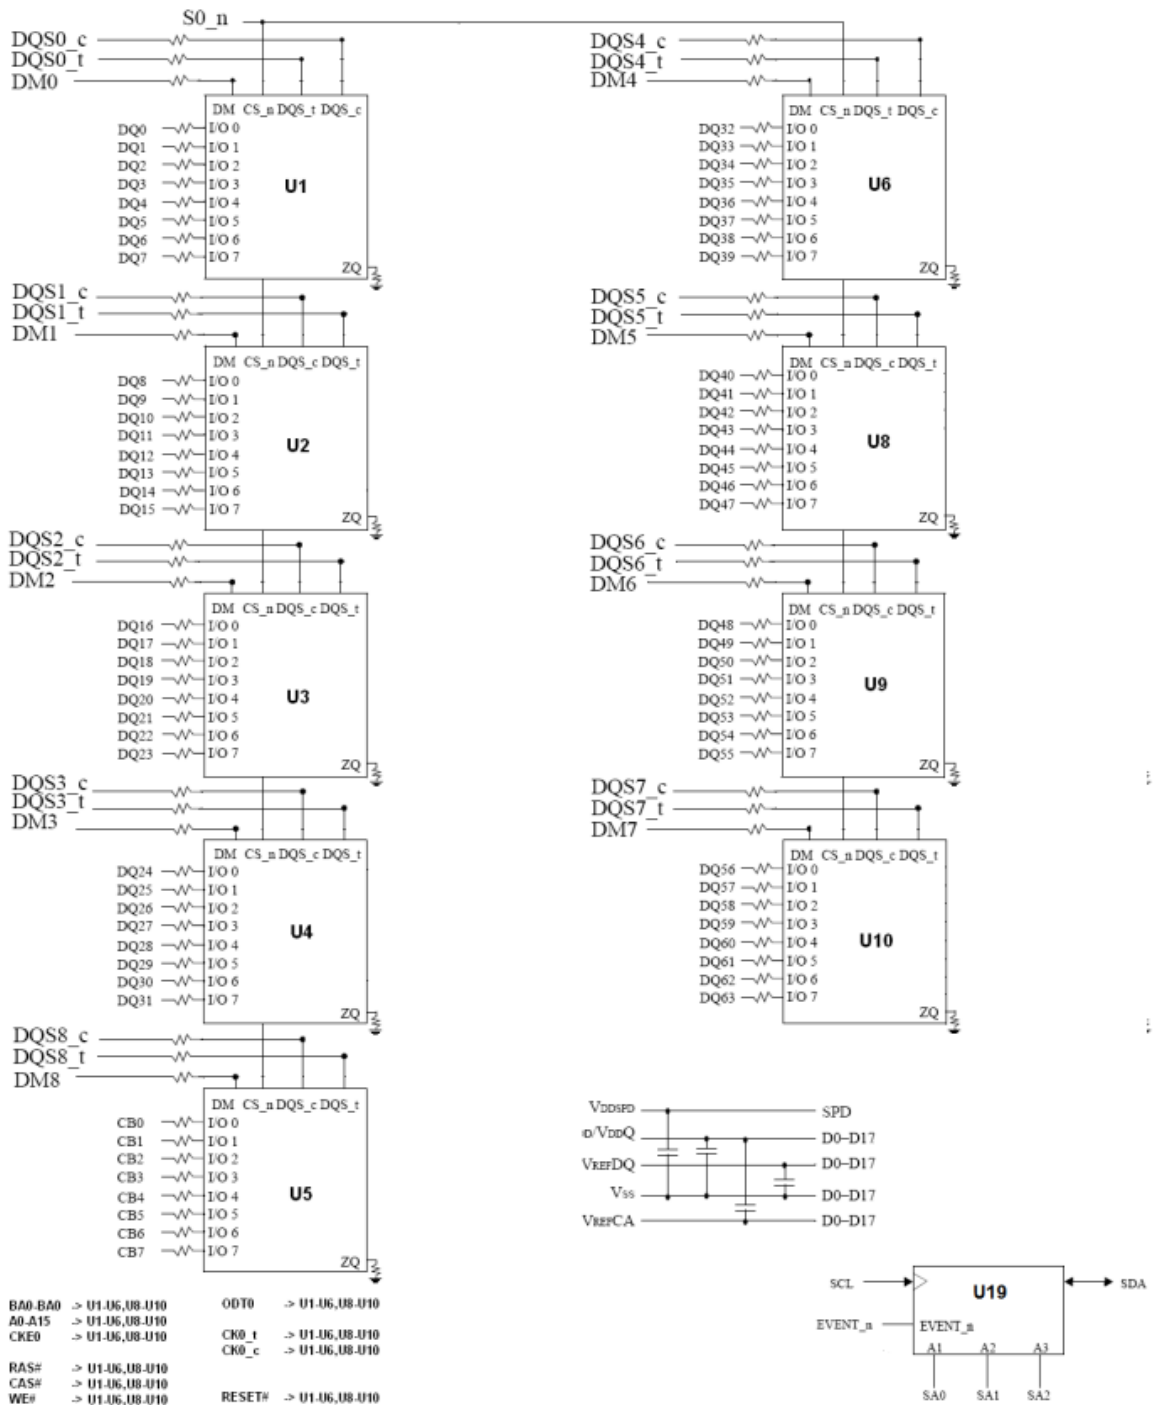 S0_n
DQS0_c
DQS0_t
DM0
DM CS_n DQS_t DQS_c
DQ0 I/O 0
DQ1 I/O 1
DQ2 I/O 2
DQ3 I/O 3
DQ4 I/O 4
DQ5 I/O 5
DQ6 I/O 6
DQ7 I/O 7
U1
ZQ
DQS1_c
DQS1_t
DM1
DM CS_n DQS_c DQS_t
DQ8 I/O 0
DQ9 I/O 1
DQ10 I/O 2
DQ11 I/O 3
DQ12 I/O 4
DQ13 I/O 5
DQ14 I/O 6
DQ15 I/O 7
U2
ZQ
DQS2_c
DQS2_t
DM2
DM CS_n DQS_c DQS_t
DQ16 I/O 0
DQ17 I/O 1
DQ18 I/O 2
DQ19 I/O 3
DQ20 I/O 4
DQ21 I/O 5
DQ22 I/O 6
DQ23 I/O 7
U3
ZQ
DQS3_c
DQS3_t
DM3
DM CS_n DQS_c DQS_t
DQ24 I/O 0
DQ25 I/O 1
DQ26 I/O 2
DQ27 I/O 3
DQ28 I/O 4
DQ29 I/O 5
DQ30 I/O 6
DQ31 I/O 7
U4
ZQ
DQS8_c
DQS8_t
DM8
DM CS_n DQS_c DQS_t
CB0 I/O 0
CB1 I/O 1
CB2 I/O 2
CB3 I/O 3
CB4 I/O 4
CB5 I/O 5
CB6 I/O 6
CB7 I/O 7
U5
ZQ
DQS4_c
DQS4_t
DM4
DM CS_n DQS_t DQS_c
DQ32 I/O 0
DQ33 I/O 1
DQ34 I/O 2
DQ35 I/O 3
DQ36 I/O 4
DQ37 I/O 5
DQ38 I/O 6
DQ39 I/O 7
U6
ZQ
DQS5_c
DQS5_t
DM5
DM CS_n DQS_c DQS_t
DQ40 I/O 0
DQ41 I/O 1
DQ42 I/O 2
DQ43 I/O 3
DQ44 I/O 4
DQ45 I/O 5
DQ46 I/O 6
DQ47 I/O 7
U8
ZQ
DQS6_c
DQS6_t
DM6
DM CS_n DQS_c DQS_t
DQ48 I/O 0
DQ49 I/O 1
DQ50 I/O 2
DQ51 I/O 3
DQ52 I/O 4
DQ53 I/O 5
DQ54 I/O 6
DQ55 I/O 7
U9
ZQ
DQS7_c
DQS7_t
DM7
DM CS_n DQS_c DQS_t
DQ56 I/O 0
DQ57 I/O 1
DQ58 I/O 2
DQ59 I/O 3
DQ60 I/O 4
DQ61 I/O 5
DQ62 I/O 6
DQ63 I/O 7
U10
ZQ
VDDSPD SPD
D/VDDQ D0–D17
VREFDQ D0–D17
VSS D0–D17
VREFCA D0–D17
SCL U19 SDA
EVENT_n EVENT_n
A1 A2 A3
SA0 SA1 SA2
BA0-BA0 -> U1-U6,U8-U10
A0-A15 -> U1-U6,U8-U10
CKE0 -> U1-U6,U8-U10
RAS# -> U1-U6,U8-U10
CAS# -> U1-U6,U8-U10
WE# -> U1-U6,U8-U10
ODT0 -> U1-U6,U8-U10
CK0_t -> U1-U6,U8-U10
CK0_c -> U1-U6,U8-U10
RESET# -> U1-U6,U8-U10